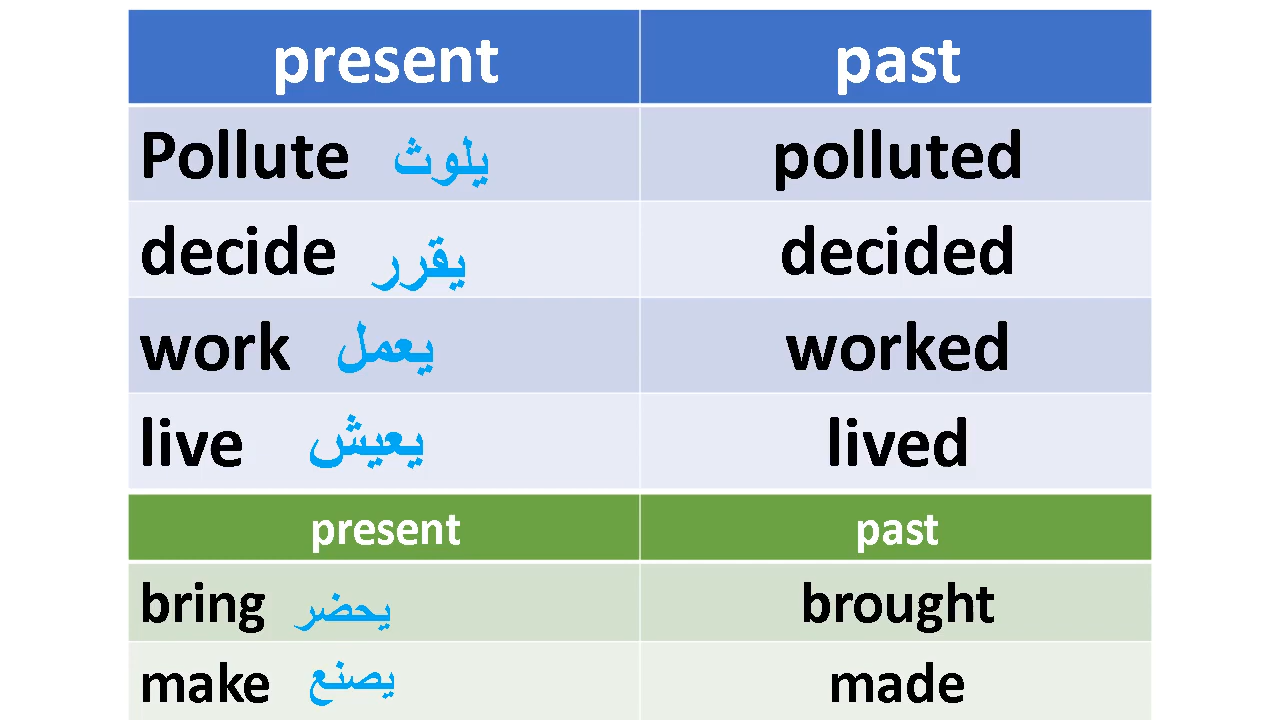 present past
Pollute يلوث polluted
decide يقرر decided
work يعمل worked
live يعيش lived
present past
bring يحضر brought
make يصنع made